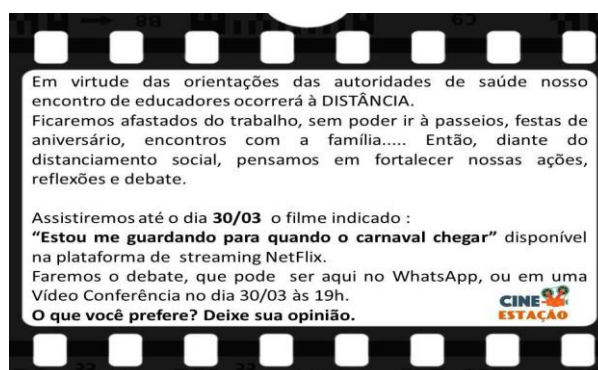 Em virtude das orientações das autoridades de saúde nosso
encontro de educadores ocorrerá à DISTÂNCIA.
Ficaremos afastados do trabalho, sem poder ir à passeios, festas de
aniversário, encontros com a família..... Então, diante do
distanciamento social, pensamos em fortalecer nossas ações,
reflexões e debate.
Assistiremos até o dia 30/03 o filme indicado :
“Estou me guardando para quando o carnaval chegar” disponível
na plataforma de streaming NetFlix.
Faremos o debate, que pode ser aqui no WhatsApp, ou em uma
Vídeo Conferência no dia 30/03 às 19h.
O que você prefere? Deixe sua opinião.
CINE
ESTAÇÃO